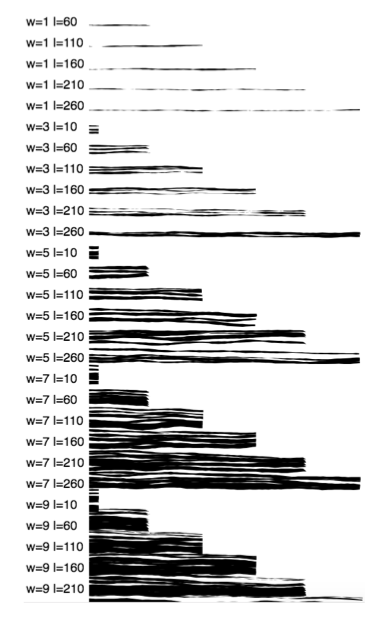 w=1 l=60
w=1 l=110
w=1 l=160
w=1 l=210
w=1 l=260
w=3 l=10
w=3 l=60
w=3 l=110
w=3 l=160
w=3 l=210
w=3 l=260
w=5 l=10
w=5 l=60
w=5 l=110
w=5 l=160
w=5 l=210
w=5 l=260
w=7 l=10
w=7 l=60
w=7 l=110
w=7 l=160
w=7 l=210
w=7 l=260
w=9 l=10
w=9 l=60
w=9 l=110
w=9 l=160
w=9 l=210